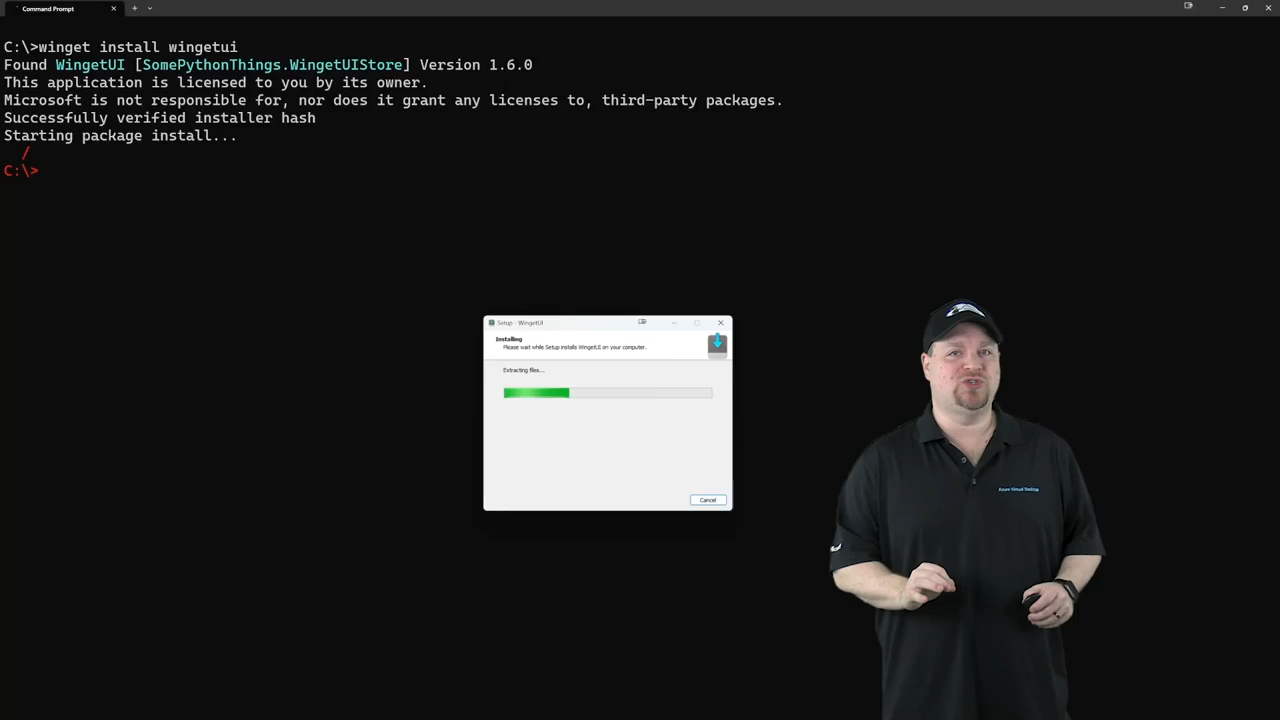 Command Prompt
C:\>winget install wingetui
Found WingetUI [SomePythonThings.WingetUIStore] Version 1.6.0
This application is licensed to you by its owner.
Microsoft is not responsible for, nor does it grant any licenses to, third-party packages.
Successfully verified installer hash
Starting package install...
/
C:\>
Setup - WingetUI
Installing
Please wait while Setup installs WingetUI on your computer.
Extracting files...
Cancel
Azure Virtual Desktop